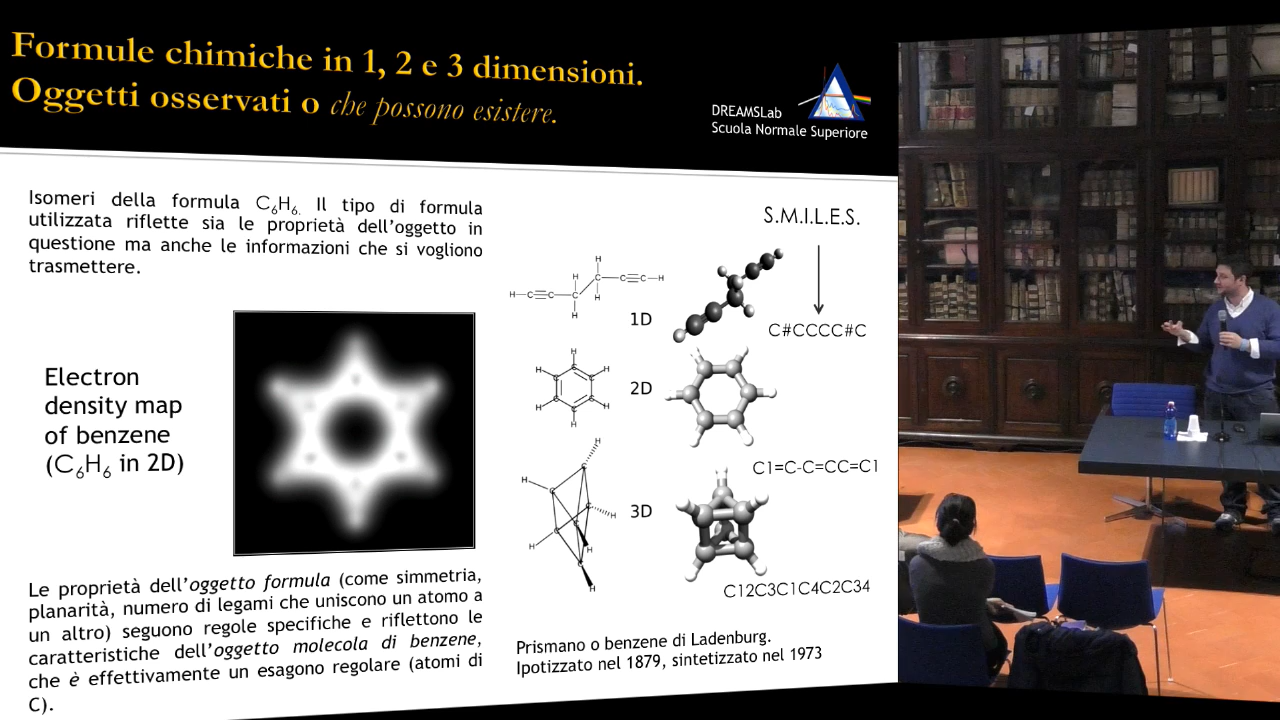 Formule chimiche in 1, 2 e 3 dimensioni.
Oggetti osservati o che possono esistere.
DREAMSLab
Scuola Normale Superiore
Isomeri della formula C₆H₆. Il tipo di formula
utilizzata riflette sia le proprietà dell'oggetto in
questione ma anche le informazioni che si vogliono
trasmettere.
Electron
density map
of benzene
(C₆H₆ in 2D)
Le proprietà dell'oggetto formula (come simmetria,
planarità, numero di legami che uniscono un atomo a
un altro) seguono regole specifiche e riflettono le
caratteristiche dell'oggetto molecola di benzene,
che è effettivamente un esagono regolare (atomi di
C).
S.M.I.L.E.S.
1D
C#CCCC#C
2D
C1=C-C=CC=C1
3D
C12C3C1C4C2C34
Prismano o benzene di Ladenburg.
Ipotizzato nel 1879, sintetizzato nel 1973